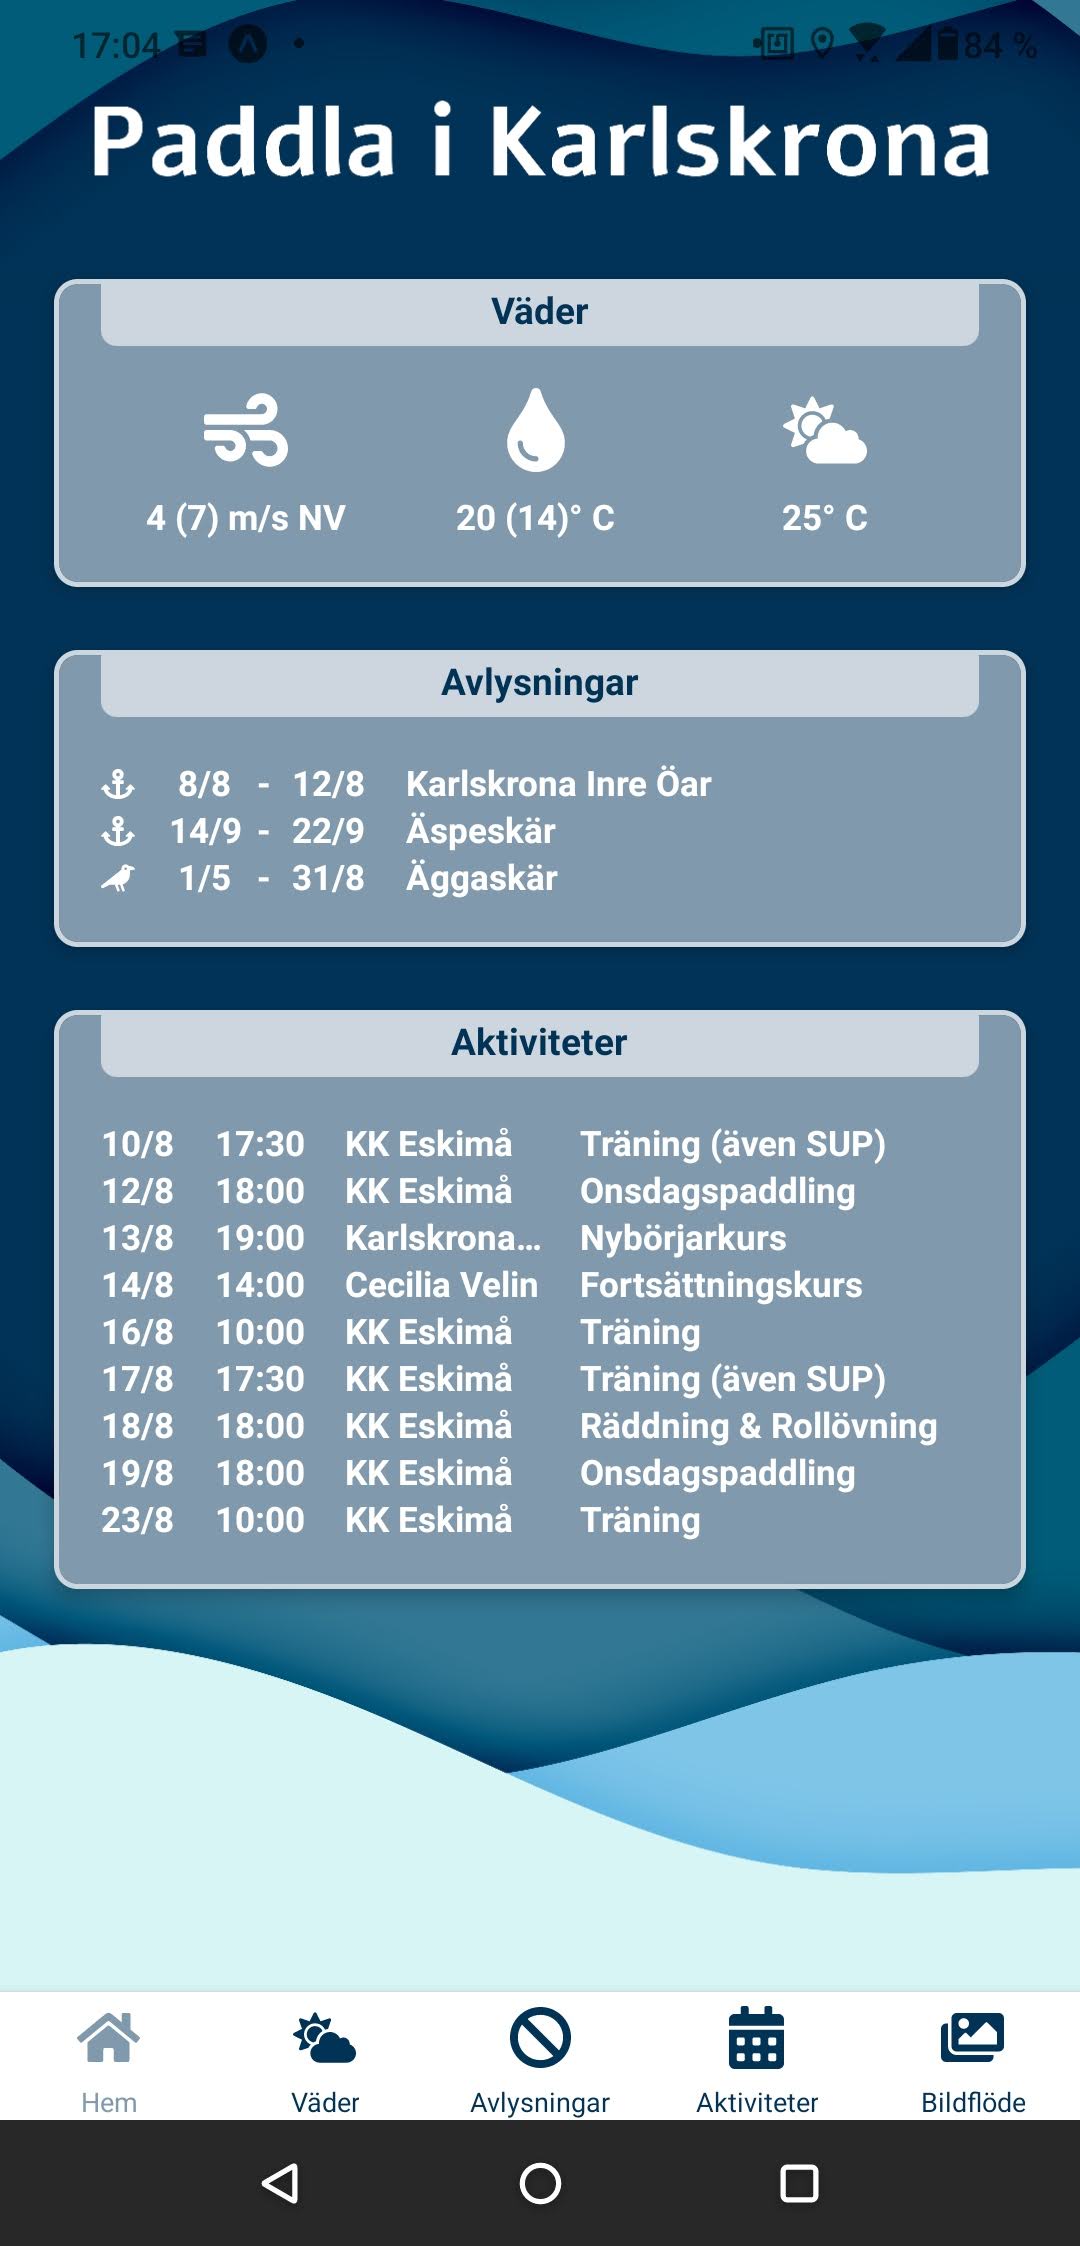 17:04 84 %
Paddla i Karlskrona
Väder
4 (7) m/s NV 20 (14)° C 25° C
Avlysningar
8/8 - 12/8 Karlskrona Inre Öar
14/9 - 22/9 Äspeskär
1/5 - 31/8 Äggaskär
Aktiviteter
10/8 17:30 KK Eskimå Träning (även SUP)
12/8 18:00 KK Eskimå Onsdagspaddling
13/8 19:00 Karlskrona... Nybörjarkurs
14/8 14:00 Cecilia Velin Fortsättningskurs
16/8 10:00 KK Eskimå Träning
17/8 17:30 KK Eskimå Träning (även SUP)
18/8 18:00 KK Eskimå Räddning & Rollövning
19/8 18:00 KK Eskimå Onsdagspaddling
23/8 10:00 KK Eskimå Träning
Hem Väder Avlysningar Aktiviteter Bildflöde